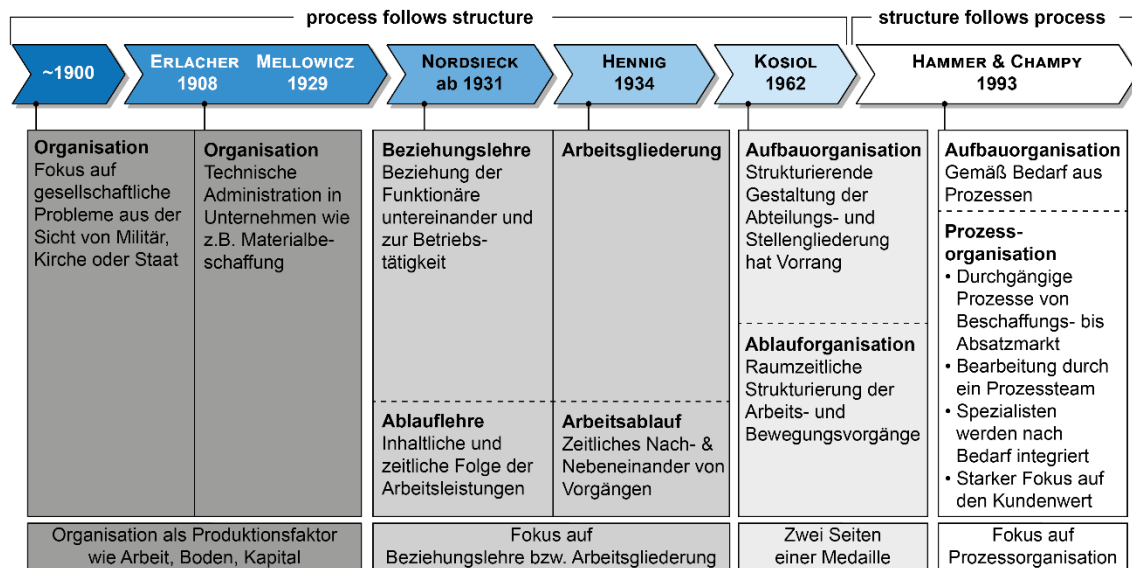 process follows structure
structure follows process
~1900
ERLACHER
1908
MELLOWICZ
1929
NORDSIECK
ab 1931
HENNIG
1934
KOSIOL
1962
HAMMER & CHAMPY
1993
Organisation
Fokus auf
gesellschaftliche
Probleme aus der
Sicht von Militär,
Kirche oder Staat
Organisation
Technische
Administration in
Unternehmen wie
z.B. Materialbe-
schaffung
Beziehungslehre
Beziehung der
Funktionäre
untereinander und
zur Betriebs-
tätigkeit
Ablauflehre
Inhaltliche und
zeitliche Folge der
Arbeitsleistungen
Arbeitsgliederung
Arbeitsablauf
Zeitliches Nach- &
Nebeneinander von
Vorgängen
Aufbauorganisation
Strukturierende
Gestaltung der
Abteilungs- und
Stellengliederung
hat Vorrang
Ablauforganisation
Raumzeitliche
Strukturierung der
Arbeits- und
Bewegungsvorgänge
Aufbauorganisation
Gemäß Bedarf aus
Prozessen
Prozess-
organisation
• Durchgängige
Prozesse von
Beschaffungs- bis
Absatzmarkt
• Bearbeitung durch
ein Prozessteam
• Spezialisten
werden nach
Bedarf integriert
• Starker Fokus auf
den Kundenwert
Organisation als Produktionsfaktor
wie Arbeit, Boden, Kapital
Fokus auf
Beziehungslehre bzw. Arbeitsgliederung
Zwei Seiten
einer Medaille
Fokus auf
Prozessorganisation